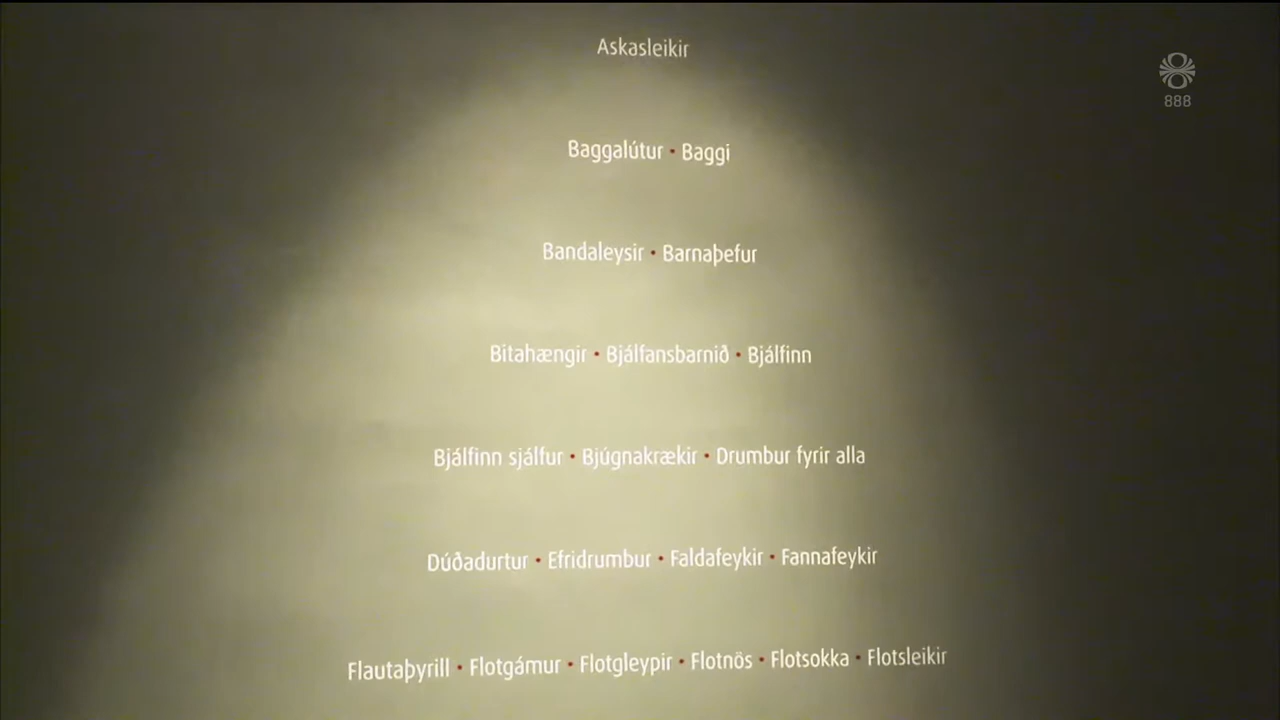 Askasleikir
888
Baggalútur • Baggi
Bandaleysir • Barnaþefur
Bitahængir • Bjálfansbarnið • Bjálfinn
Bjálfinn sjálfur • Bjúgnakrækir • Drumbur fyrir alla
Dúðadurtur • Efridrumbur • Faldafeykir • Fannafeykir
Flautaþyrill • Flotgámur • Flotgleypir • Flotnös • Flotsokka • Flotsleikir